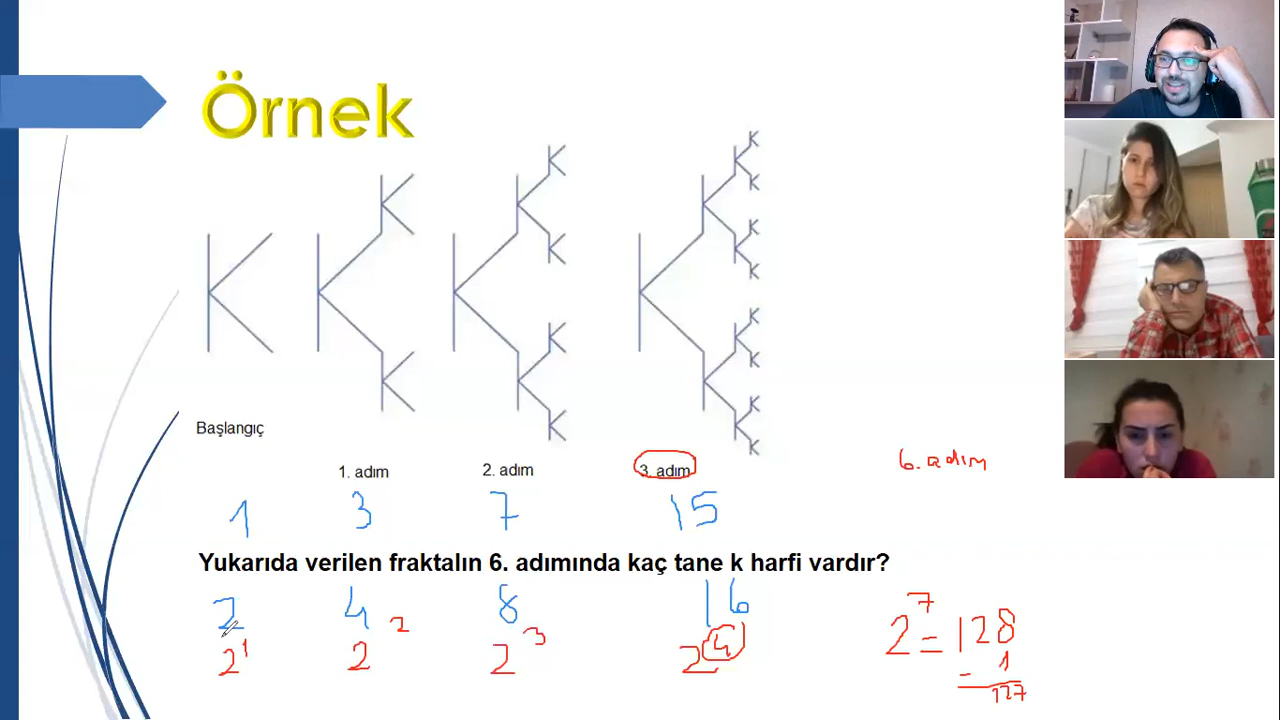 Örnek
Başlangıç
1. adım 2. adım 3. adım 6. adım
1 3 7 15
Yukarıda verilen fraktalın 6. adımında kaç tane k harfi vardır?
2 4 8 16
2¹ 2² 2³ 2⁴ 2⁷ = 128
- 1
127